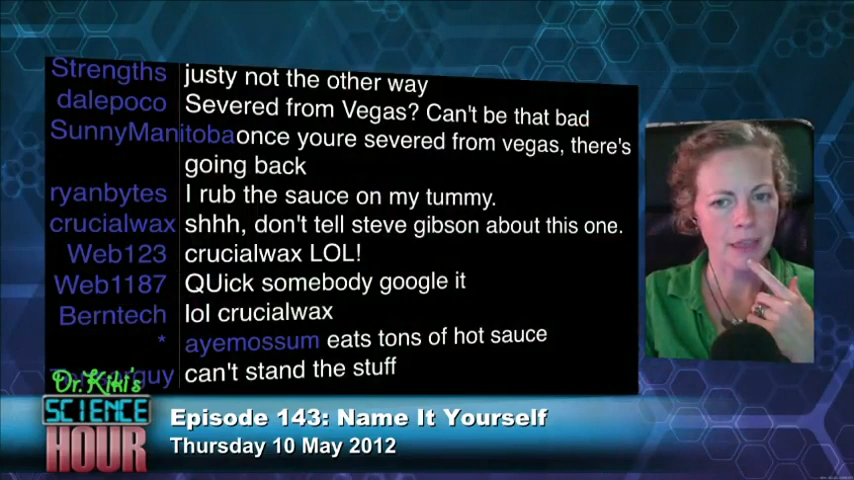 Strengths justy not the other way
dalepoco Severed from Vegas? Can't be that bad
SunnyManitoba once youre severed from vegas, there's
going back
ryanbytes I rub the sauce on my tummy.
crucialwax shhh, don't tell steve gibson about this one.
Web123 crucialwax LOL!
Web1187 QUick somebody google it
Berntech lol crucialwax
* ayemossum eats tons of hot sauce
can't stand the stuff
Dr. Kiki's
SCIENCE
HOUR
Episode 143: Name It Yourself
Thursday 10 May 2012